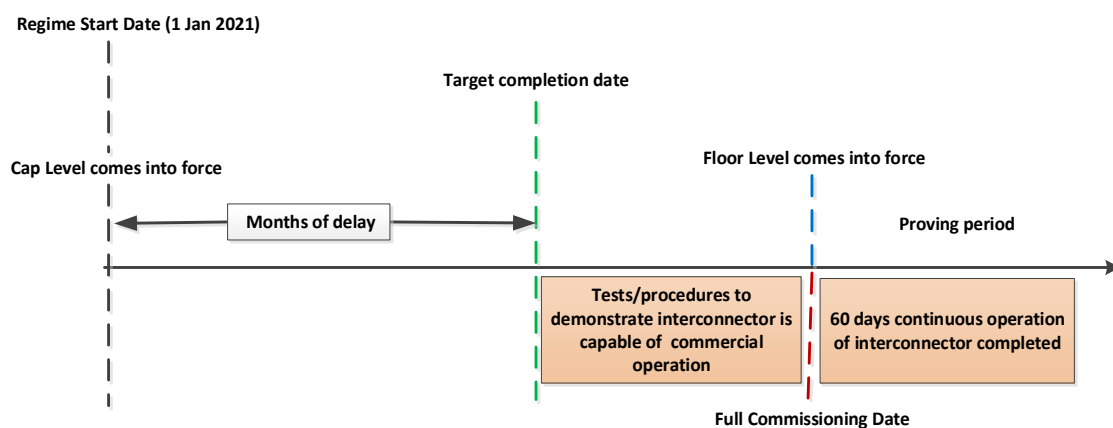 Regime Start Date (1 Jan 2021)
Target completion date
Cap Level comes into force
Floor Level comes into force
Months of delay
Proving period
Tests/procedures to
demonstrate interconnector is
capable of commercial
operation
60 days continuous operation
of interconnector completed
Full Commissioning Date